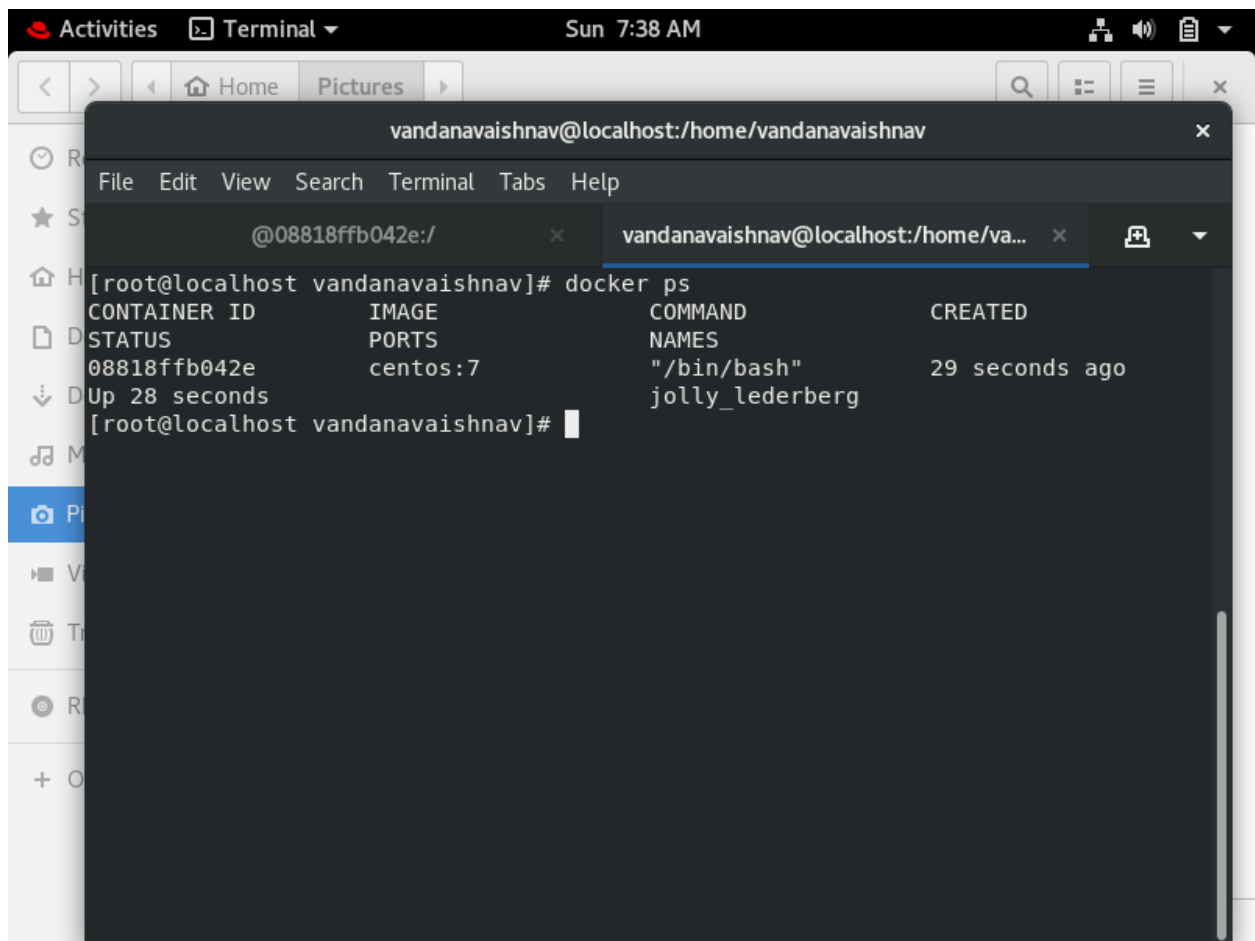 Activities Terminal Sun 7:38 AM
Home Pictures
vandanavaishnav@localhost:/home/vandanavaishnav
File Edit View Search Terminal Tabs Help
@08818ffb042e:/ vandanavaishnav@localhost:/home/va...
[root@localhost vandanavaishnav]# docker ps
CONTAINER ID IMAGE COMMAND CREATED
STATUS PORTS NAMES
08818ffb042e centos:7 "/bin/bash" 29 seconds ago
Up 28 seconds jolly_lederberg
[root@localhost vandanavaishnav]#